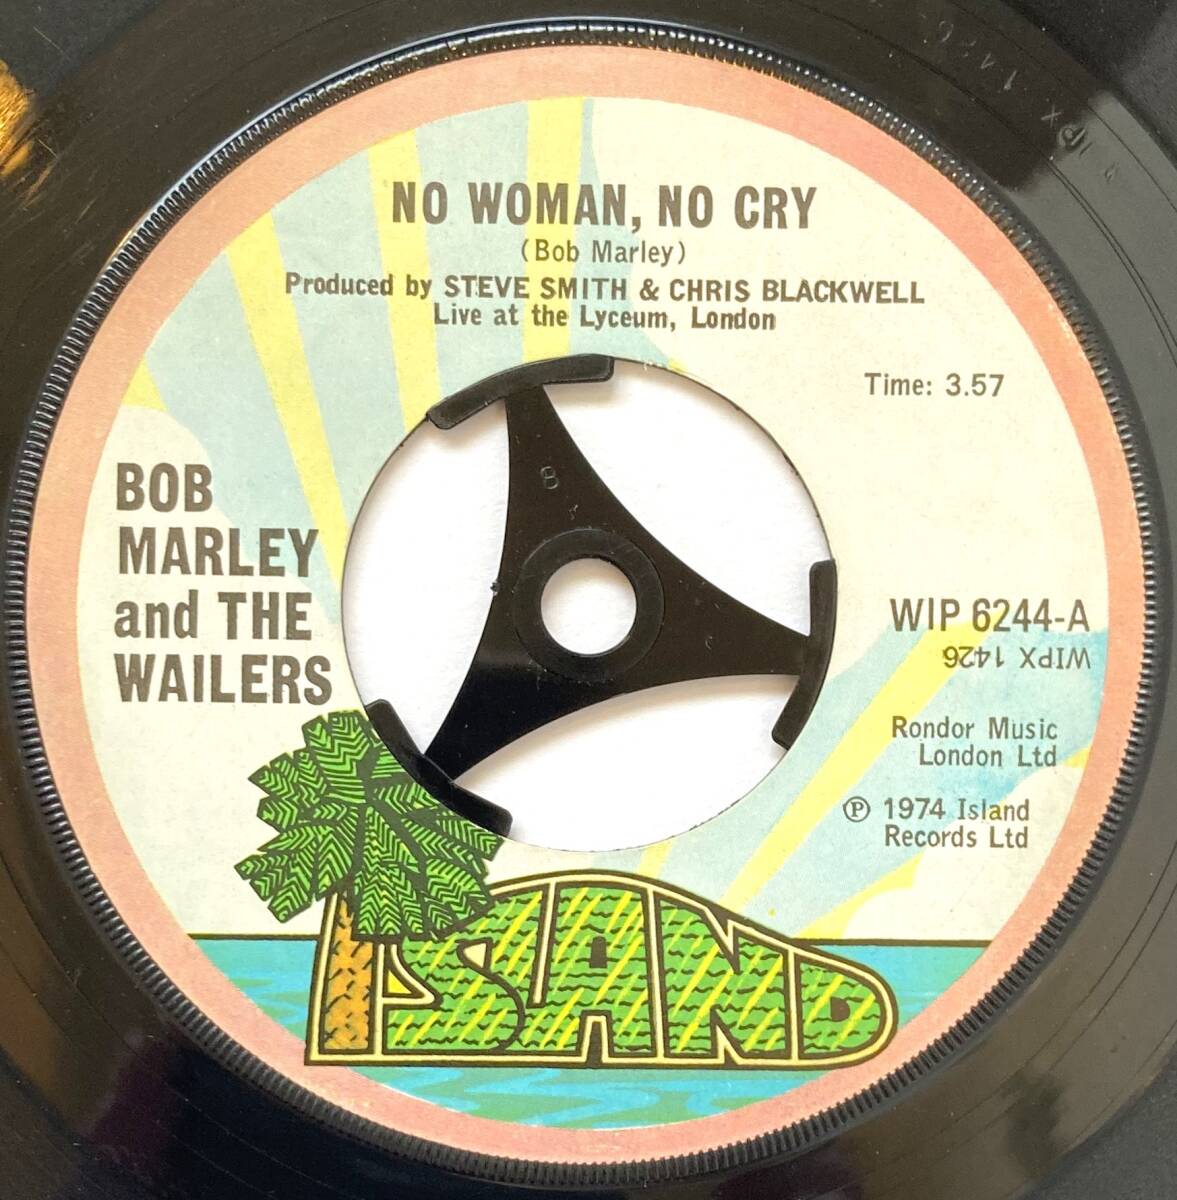 NO WOMAN, NO CRY
(Bob Marley)
Produced by STEVE SMITH & CHRIS BLACKWELL
Live at the Lyceum, London
Time: 3.57
BOB
MARLEY
and THE
WAILERS
8
WIP 6244-A
WIPX 1426
Rondor Music
London Ltd
℗ 1974 Island
Records Ltd
ISLAND